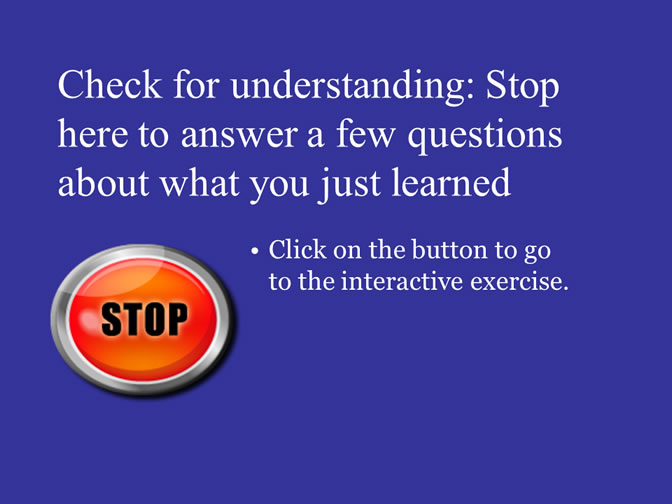 Check for understanding: Stop
here to answer a few questions
about what you just learned
• Click on the button to go
to the interactive exercise.
STOP